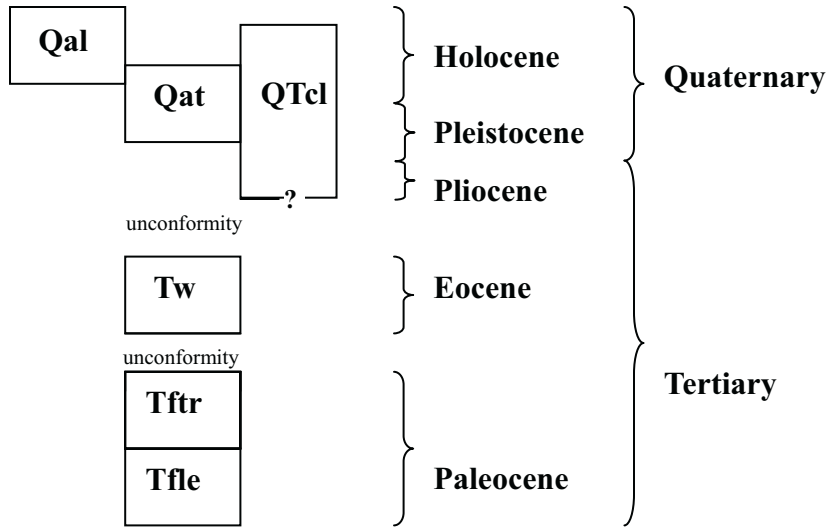 Qal
Holocene
Quaternary
Qat
QTcl
Pleistocene
Pliocene
?
unconformity
Tw
Eocene
unconformity
Tftr
Tertiary
Tfle
Paleocene